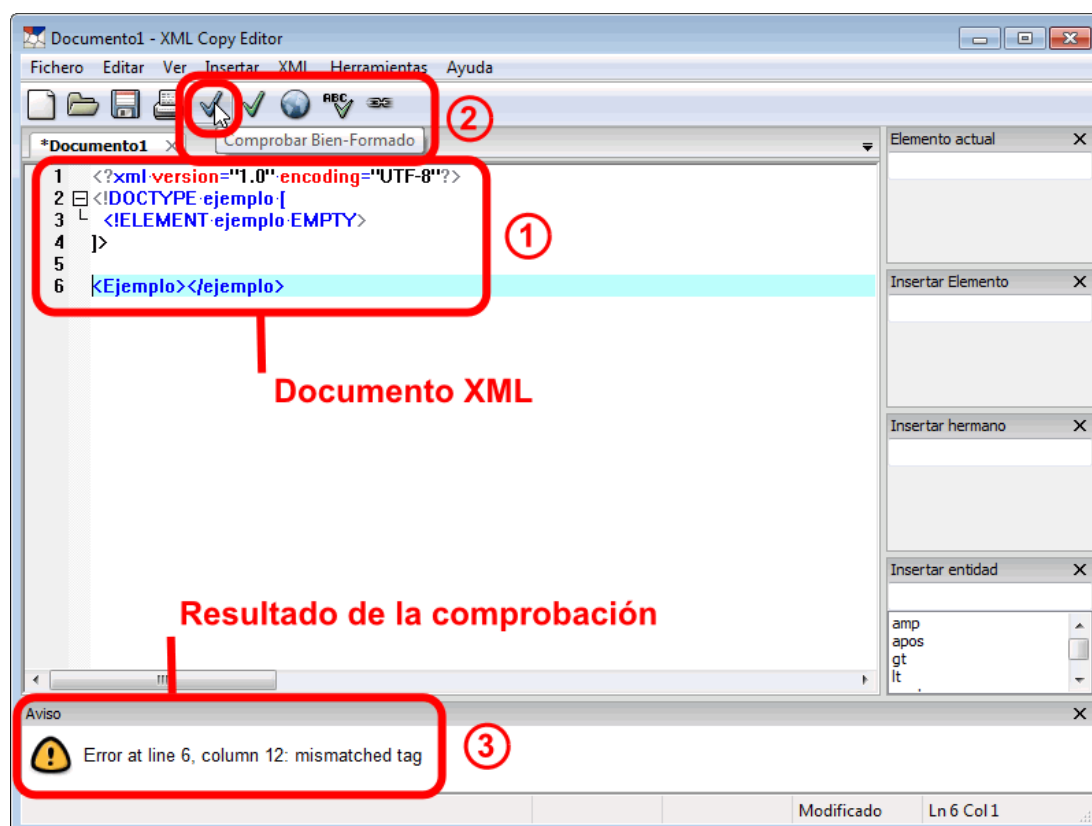 Documento1 - XML Copy Editor
Fichero Editar Ver Insertar XML Herramientas Ayuda
ABC
2
Comprobar Bien-Formado
*Documento1
Elemento actual
1 <?xml version="1.0" encoding="UTF-8"?>
2 <!DOCTYPE ejemplo [
3 <!ELEMENT ejemplo EMPTY>
4 ]>
5
6 <Ejemplo></ejemplo>
1
Documento XML
Insertar Elemento
Insertar hermano
Insertar entidad
amp
apos
gt
lt
Resultado de la comprobación
Aviso
Error at line 6, column 12: mismatched tag
3
Modificado Ln 6 Col 1